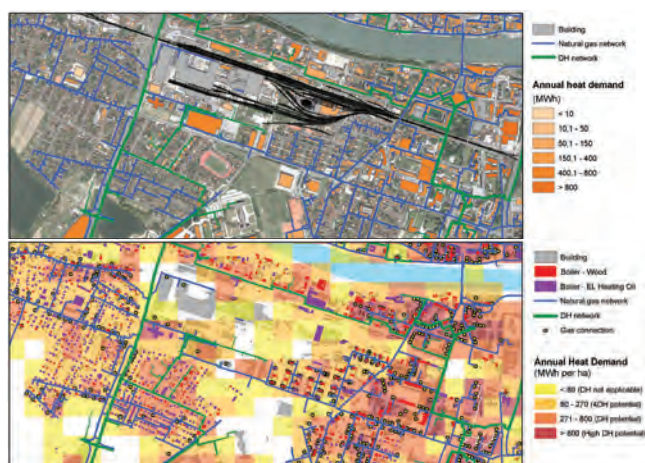 Building
Natural gas network
DH network
Annual heat demand
(MWh)
< 10
10,1 - 50
50,1 - 150
150,1 - 400
400,1 - 800
> 800
Building
Boiler - Wood
Boiler - EL Heating Oil
Natural gas network
DH network
Gas connection
Annual Heat Demand
(MWh per ha)
(DH not applicable)
(4DH potential)
271 - 800 (DH potential)
> 800 (High DH potential)